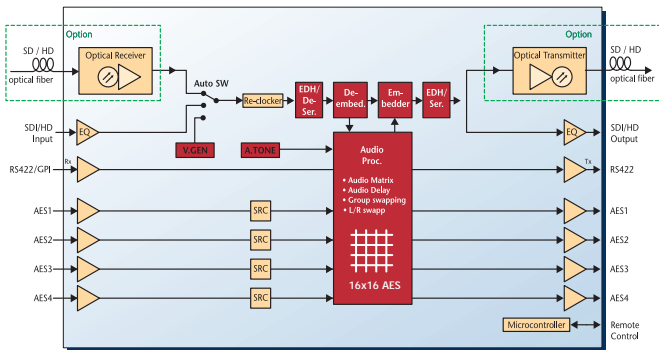 Option
Option
SD / HD
Optical Receiver
Optical Transmitter
SD / HD
optical fiber
optical fiber
Auto SW
EDH/
De-
Ser.
De-
embed.
Em-
bedder
EDH/
Ser.
Re-clocker
SDI/HD
Input
EQ
EQ
SDI/HD
Output
V.GEN
A.TONE
Audio
Proc.
RS422/GPI
Rx
Tx
RS422
• Audio Matrix
• Audio Delay
• Group swapping
• L/R swapp
AES1
SRC
AES1
AES2
SRC
AES2
AES3
SRC
AES3
16x16 AES
AES4
SRC
AES4
Microcontroller
Remote
Control